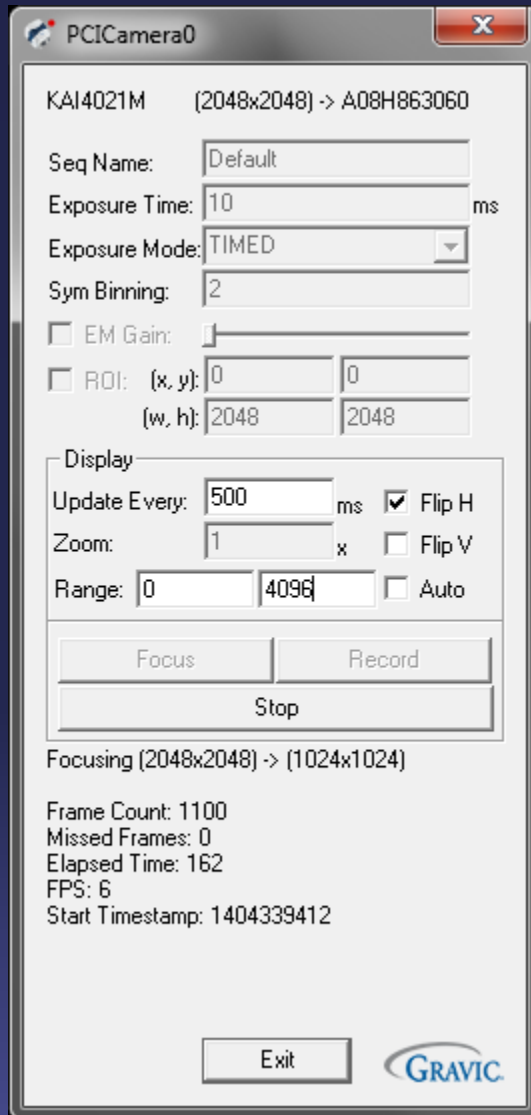 PCICamera0
KAI4021M (2048x2048) -> A08H863060
Seq Name: Default
Exposure Time: 10 ms
Exposure Mode: TIMED
Sym Binning: 2
EM Gain:
ROI: (x, y): 0 0
(w, h): 2048 2048
Display
Update Every: 500 ms Flip H
Zoom: 1 x Flip V
Range: 0 4096 Auto
Focus Record
Stop
Focusing (2048x2048) -> (1024x1024)
Frame Count: 1100
Missed Frames: 0
Elapsed Time: 162
FPS: 6
Start Timestamp: 1404339412
Exit GRAVIC